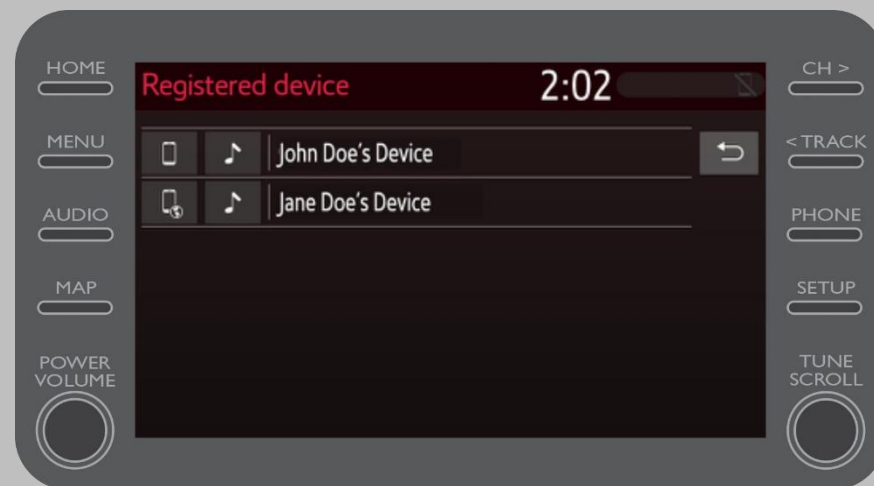 HOME
MENU
AUDIO
MAP
POWER
VOLUME
Registered device
2:02
John Doe's Device
Jane Doe's Device
CH >
< TRACK
PHONE
SETUP
TUNE
SCROLL